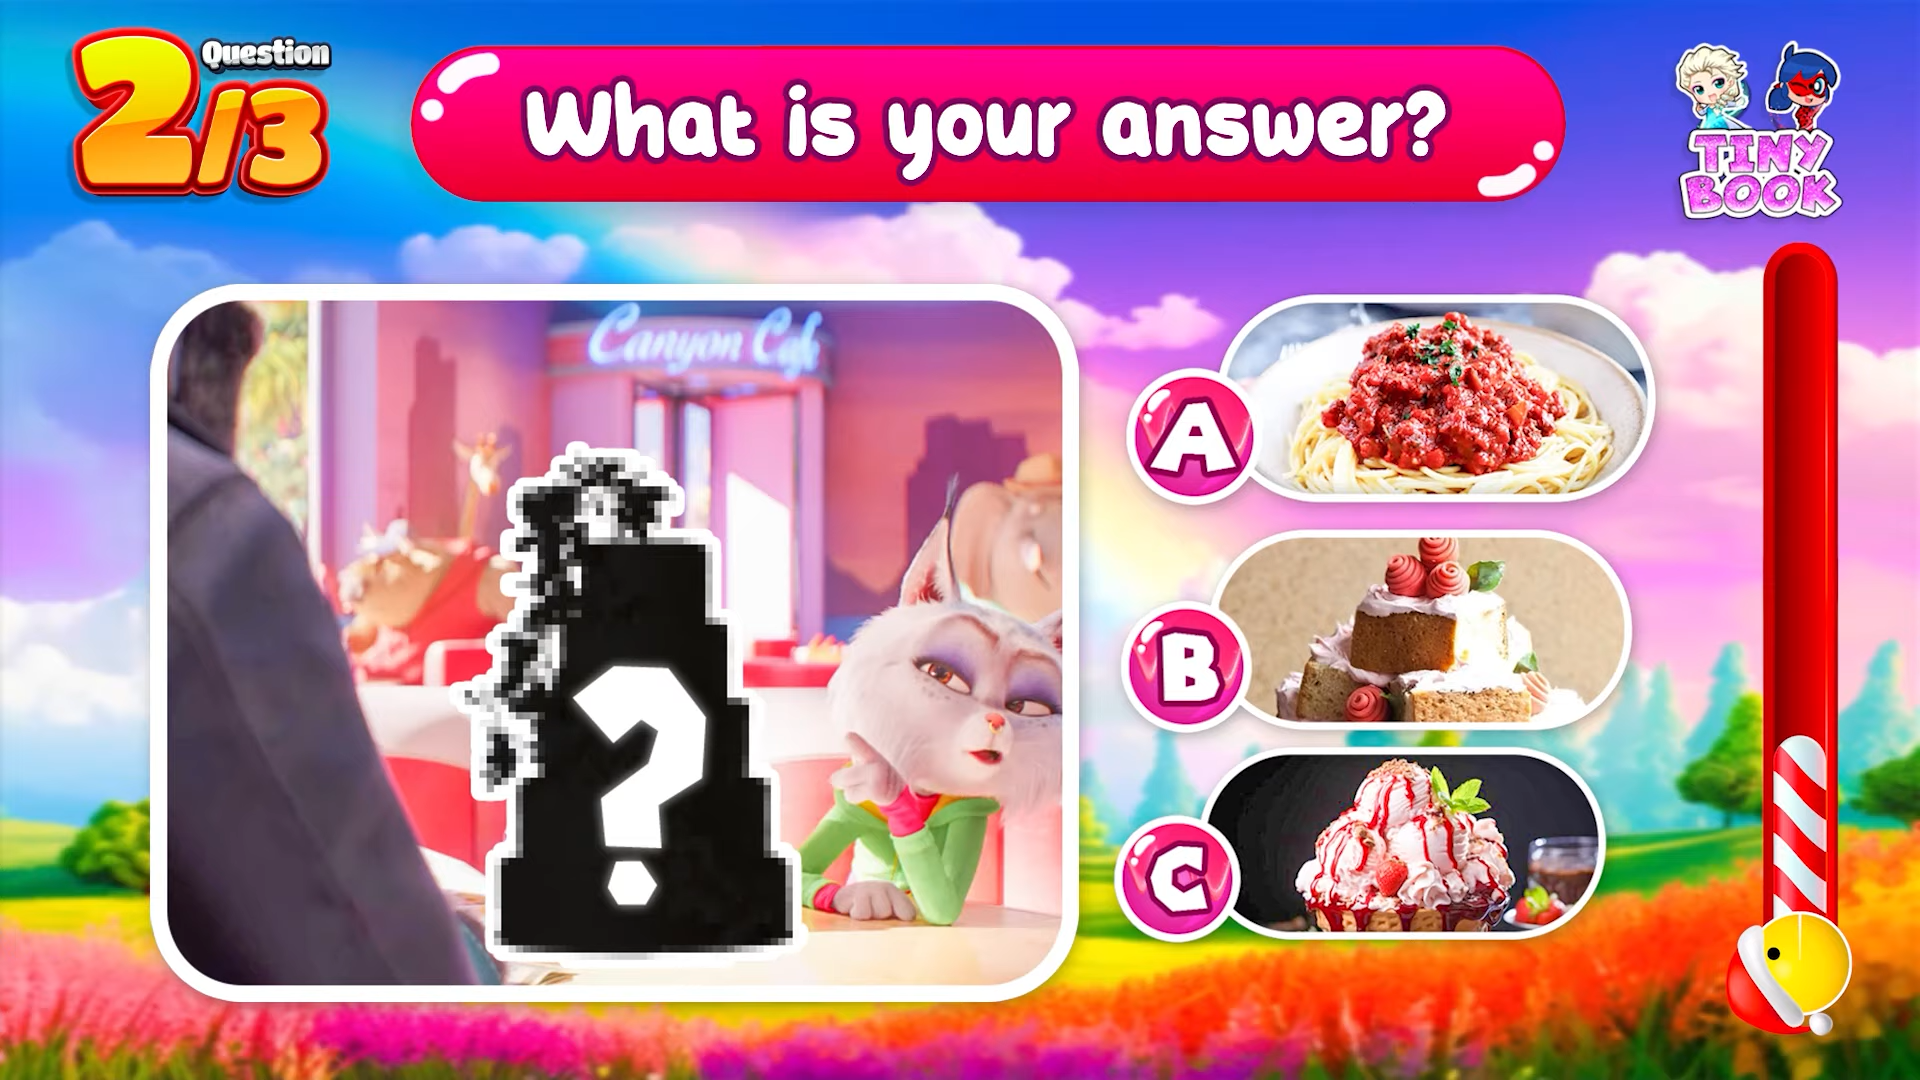 Question
2/3
What is your answer?
TINY
BOOK
Canyon Cafe
?
A
B
C